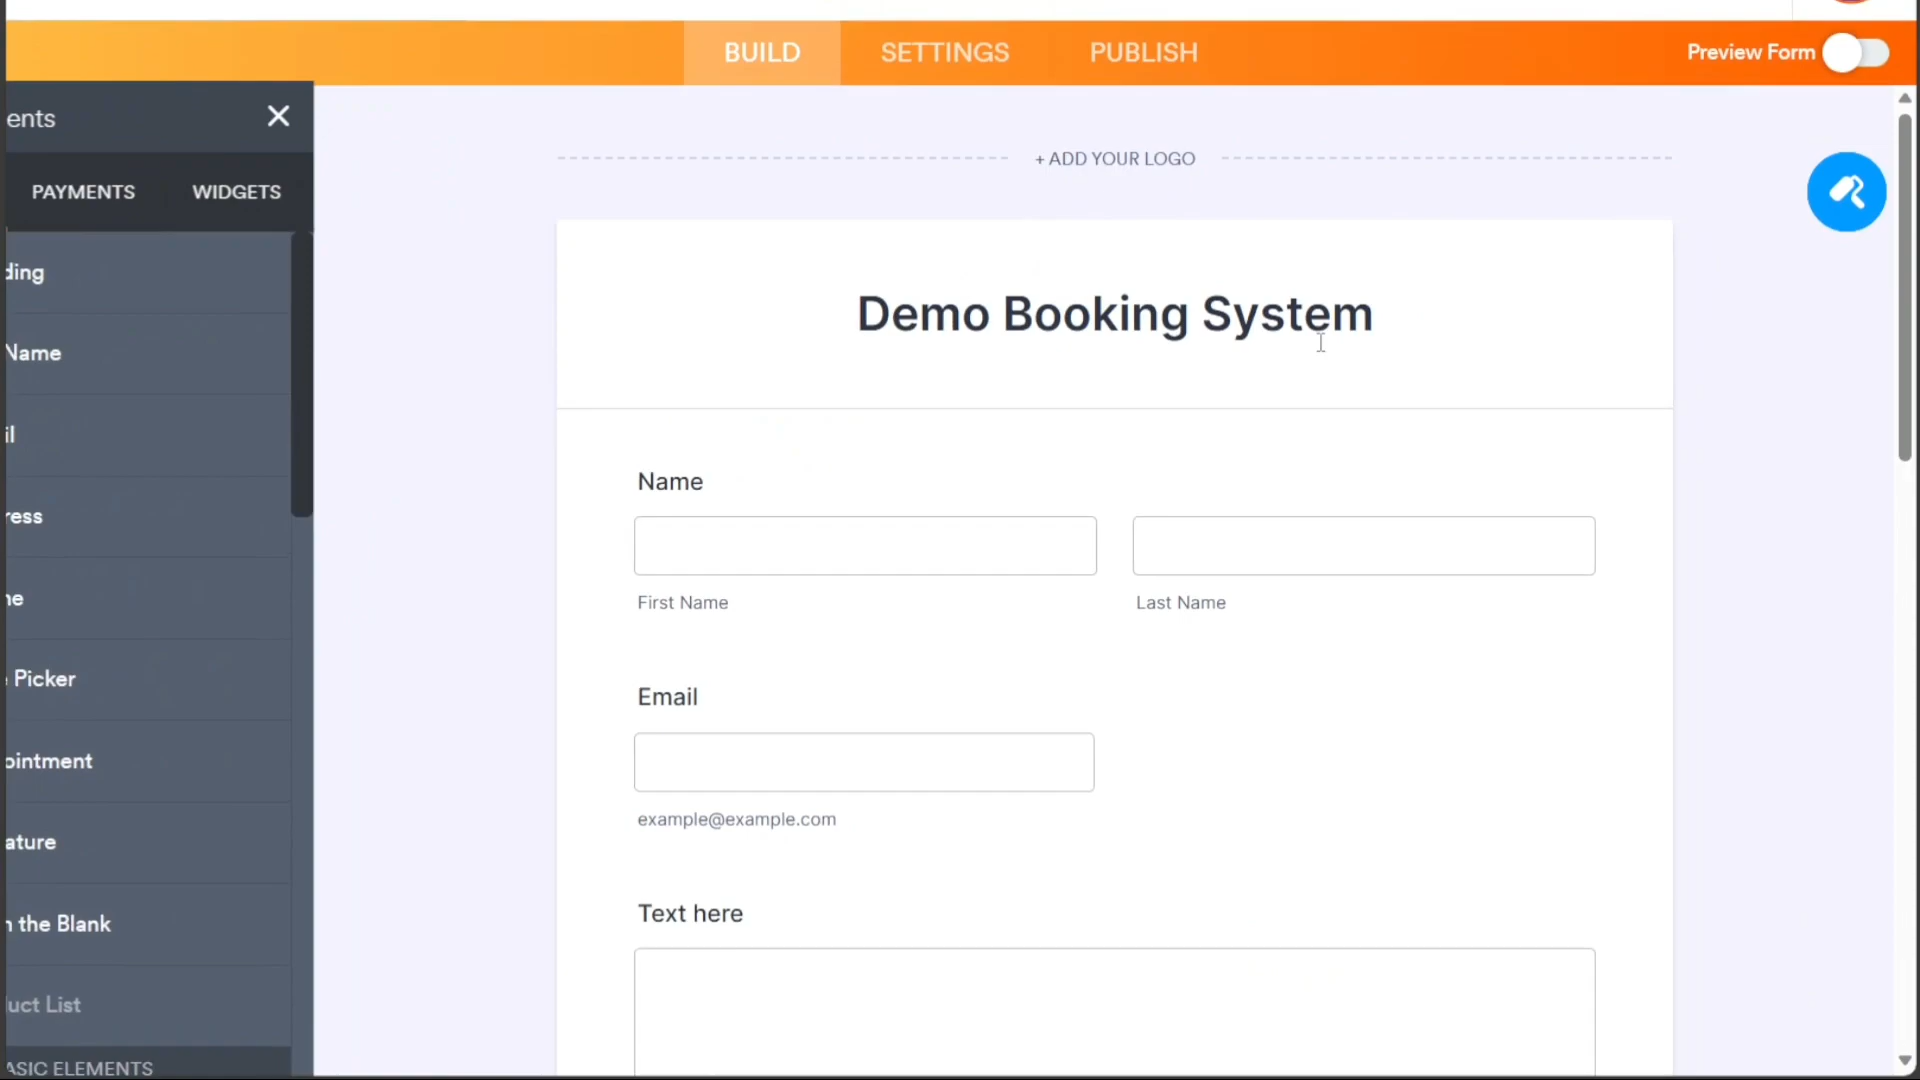 BUILD SETTINGS PUBLISH Preview Form
ents
PAYMENTS WIDGETS
ding
Name
il
ress
ne
Picker
ointment
ature
n the Blank
uct List
ASIC ELEMENTS
+ ADD YOUR LOGO
Demo Booking System
Name
First Name Last Name
Email
example@example.com
Text here